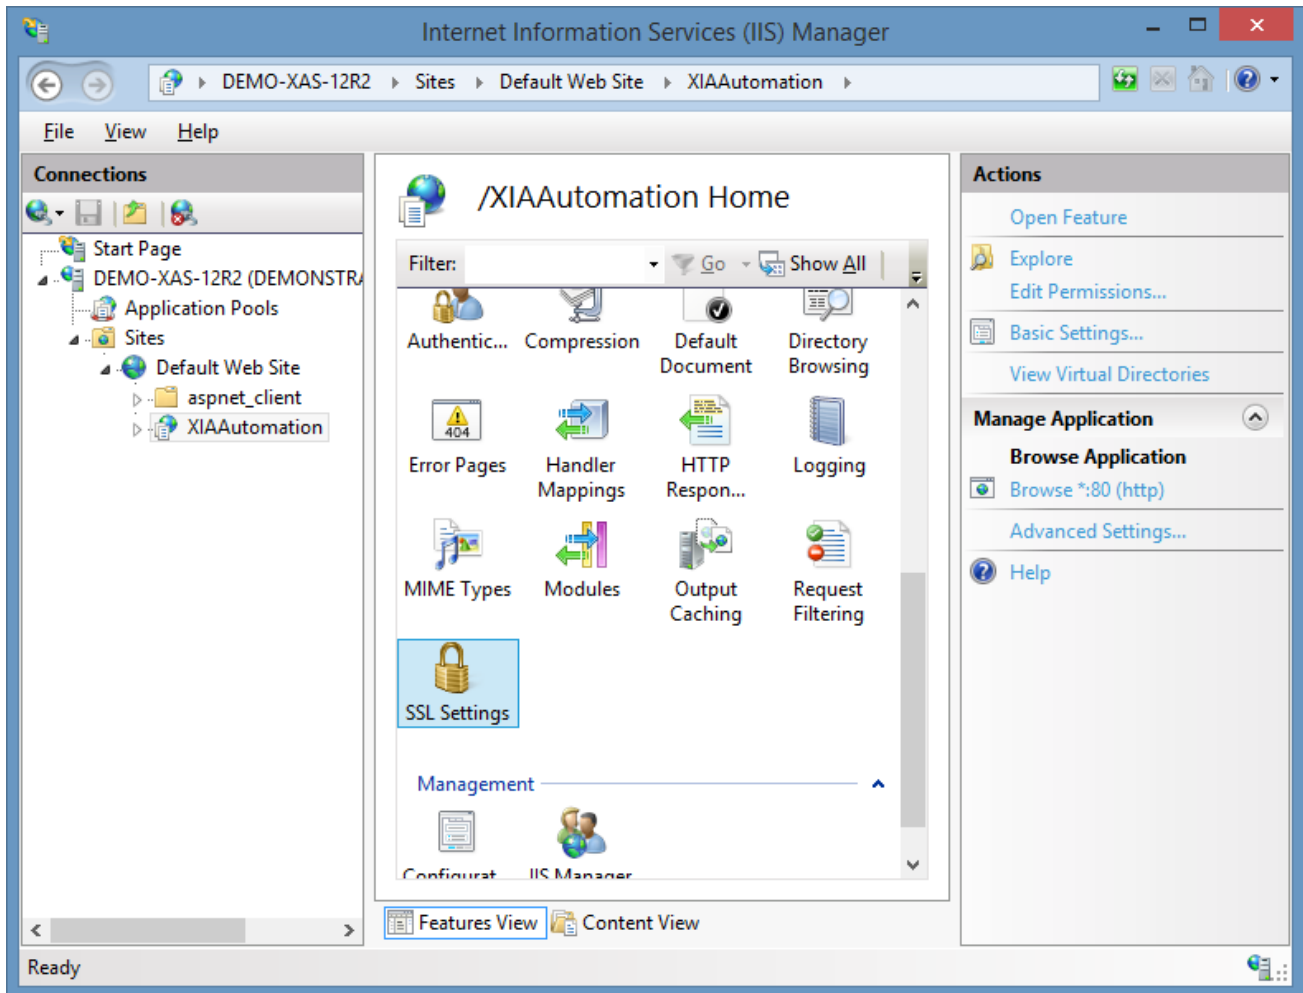 Internet Information Services (IIS) Manager
DEMO-XAS-12R2 Sites Default Web Site XIAAutomation
File View Help
Connections
Start Page
DEMO-XAS-12R2 (DEMONSTRA
Application Pools
Sites
Default Web Site
aspnet_client
XIAAutomation
/XIAAutomation Home
Filter: Go Show All
Authentic... Compression Default Document Directory Browsing
404
Error Pages Handler Mappings HTTP Respon... Logging
MIME Types Modules Output Caching Request Filtering
SSL Settings
Management
Configurat IIS Manager
Features View Content View
Actions
Open Feature
Explore
Edit Permissions...
Basic Settings...
View Virtual Directories
Manage Application
Browse Application
Browse *:80 (http)
Advanced Settings...
Help
Ready